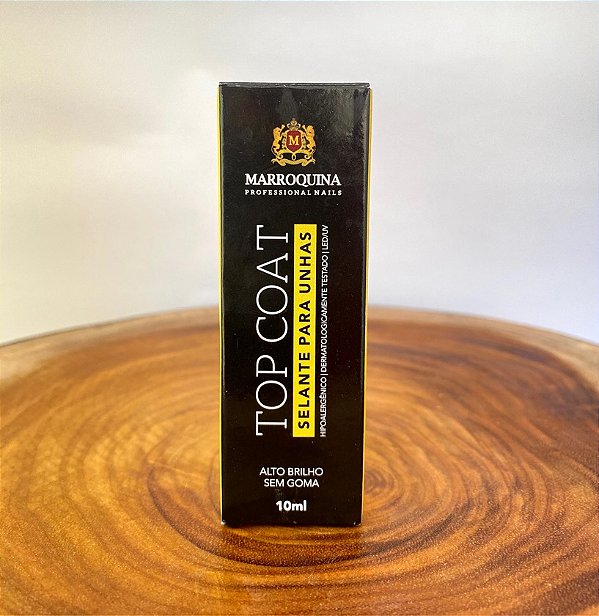 M
MARROQUINA
PROFESSIONAL NAILS
TOP COAT
SELANTE PARA UNHAS
HIPOALERGÊNICO | DERMATOLOGICAMENTE TESTADO | LED/UV
ALTO BRILHO
SEM GOMA
10ml